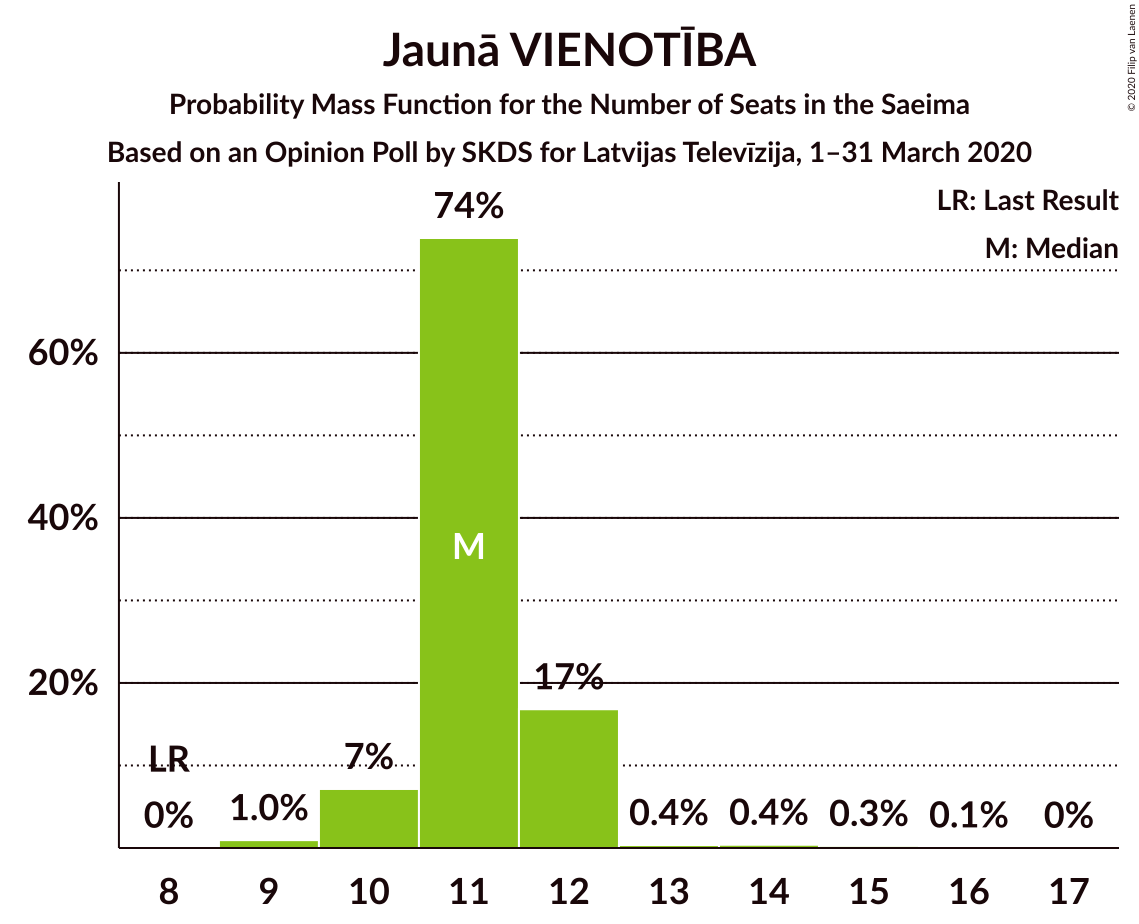 Jaunā VIENOTĪBA
Probability Mass Function for the Number of Seats in the Saeima
Based on an Opinion Poll by SKDS for Latvijas Televīzija, 1–31 March 2020
© 2020 Filip van Laenen
LR: Last Result
M: Median
74%
60%
40%
M
20%
17%
LR
7%
0%
1.0%
0.4%
0.4%
0.3%
0.1%
0%
8
9
10
11
12
13
14
15
16
17